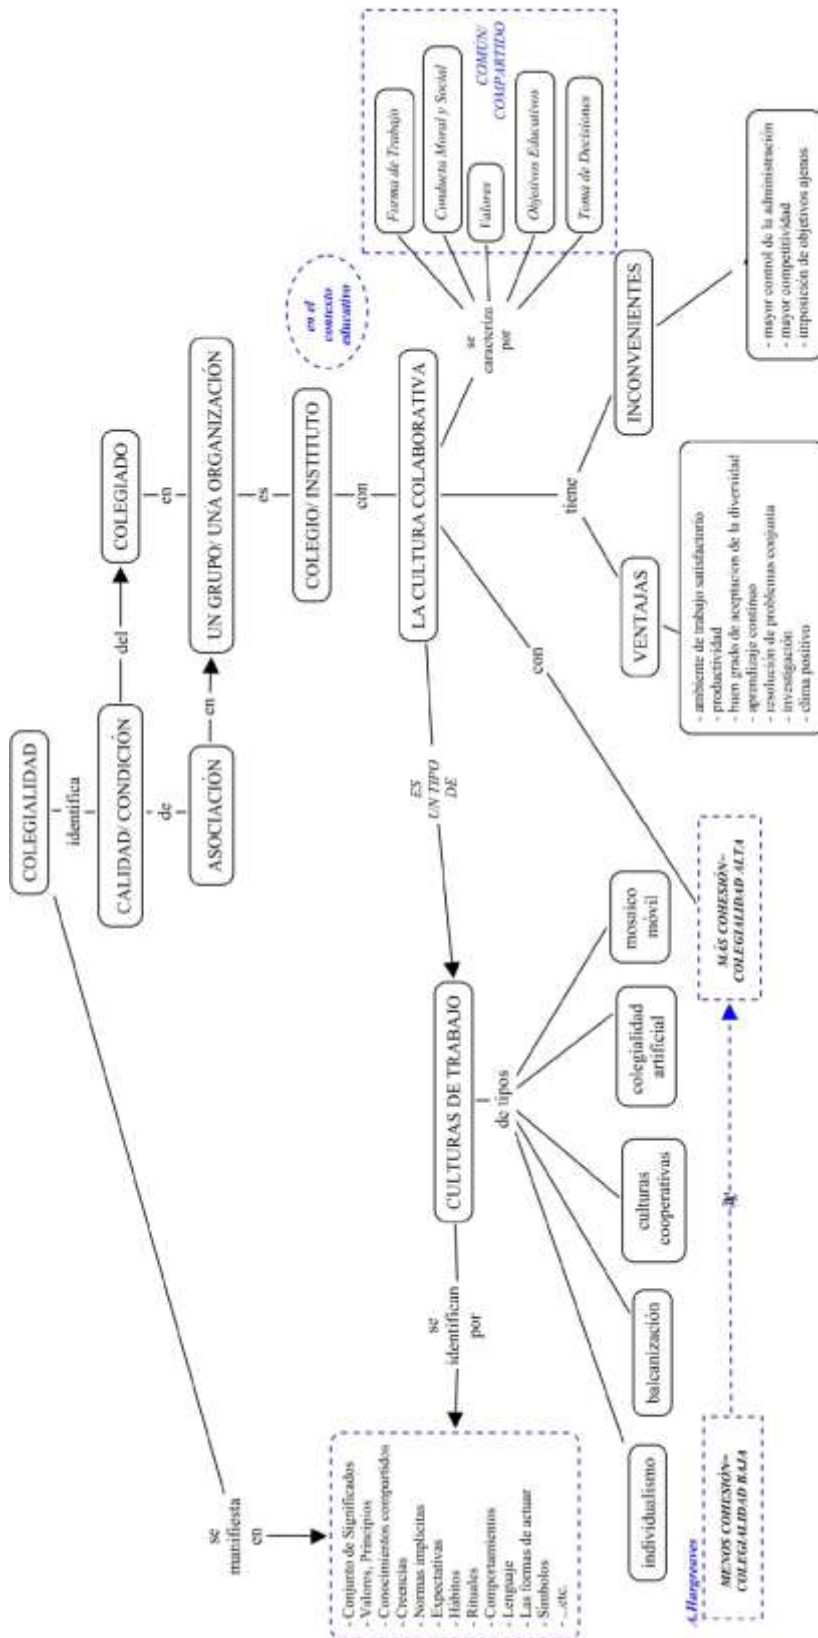 COLEGIALIDAD
identifica
CALIDAD/ CONDICIÓN
del
COLEGIADO
de
en
ASOCIACIÓN
en
UN GRUPO/ UNA ORGANIZACIÓN
es
COLEGIO/ INSTITUTO
en el
contexto
educativo
con
LA CULTURA COLABORATIVA
se
caracteriza
por
Forma de Trabajo
Conducta Moral y Social
Valores
Objetivos Educativos
Toma de Decisiones
COMUN/
COMPARTIDO
ES
UN TIPO
DE
CULTURAS DE TRABAJO
se
identifican
por
se
manifiesta
en
- Conjunto de Significados
- Valores, Principios
- Conocimientos compartidos
- Creencias
- Normas implicitas
- Expectativas
- Hábitos
- Rituales
- Comportamientos
- Lenguaje
- Las formas de actuar
- Símbolos
- ...etc.
de tipos
individualismo
balcanización
culturas
cooperativas
colegialidad
artificial
mosaico
móvil
con
tiene
VENTAJAS
INCONVENIENTES
- ambiente de trabajo satisfactorio
- productividad
- buen grado de aceptacion de la diversidad
- aprendizaje continuo
- resolución de problemas conjunta
- investigación
- clima positivo
- mayor control de la administración
- mayor competitividad
- imposición de objetivos ajenos
A.Hargreaves
MENOS COHESIÓN=
COLEGIALIDAD BAJA
MÁS COHESIÓN=
COLEGIALIDAD ALTA